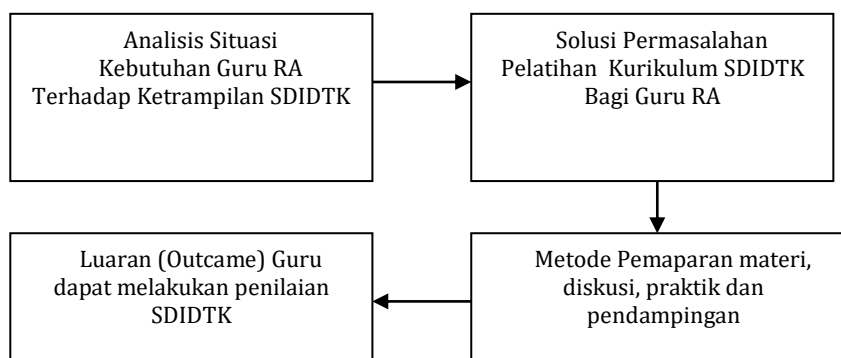 Analisis Situasi
Kebutuhan Guru RA
Terhadap Ketrampilan SDIDTK
Solusi Permasalahan
Pelatihan Kurikulum SDIDTK
Bagi Guru RA
Metode Pemaparan materi,
diskusi, praktik dan
pendampingan
Luaran (Outcame) Guru
dapat melakukan penilaian
SDIDTK